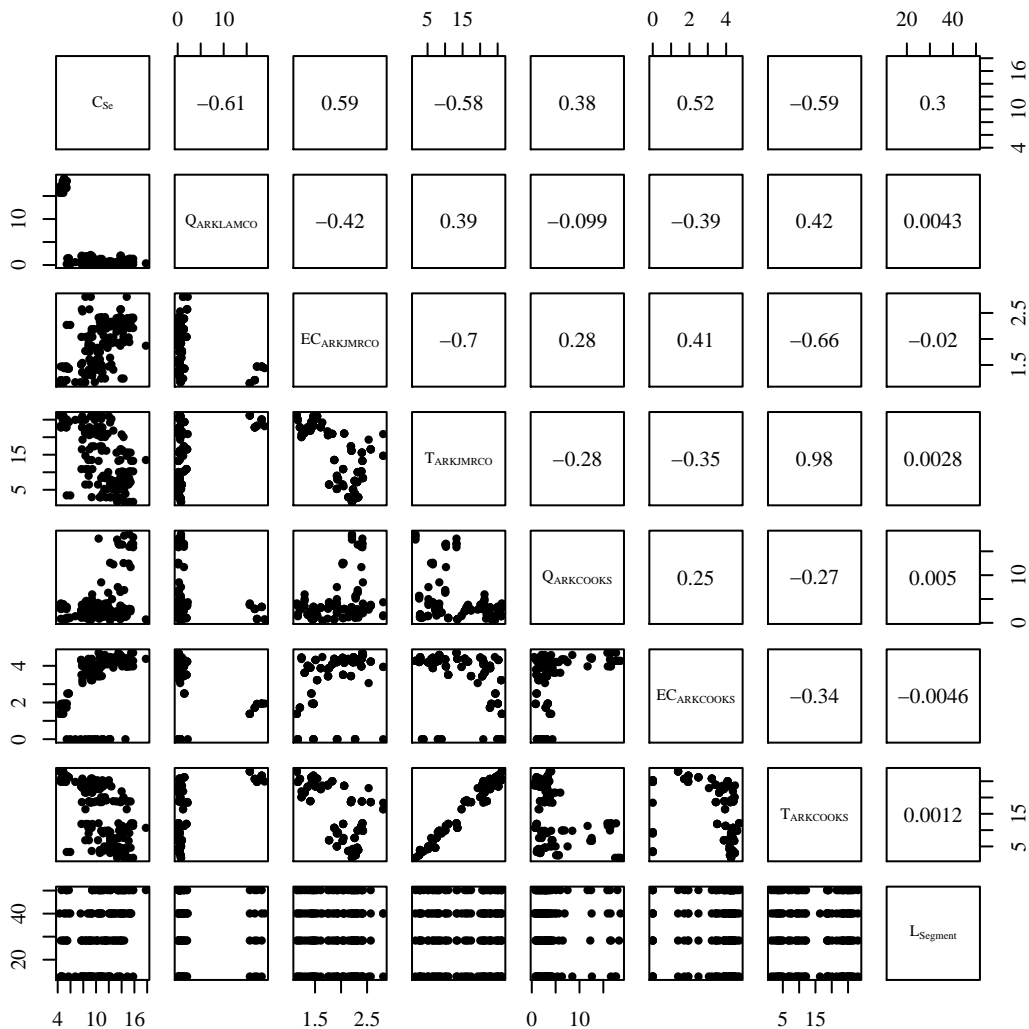 0 10 5 15 0 2 4 20 40
C_Se −0.61 0.59 −0.58 0.38 0.52 −0.59 0.3 4 10 16
0 10 Q_ARKLAMCO −0.42 0.39 −0.099 −0.39 0.42 0.0043
EC_ARKJMRCO −0.7 0.28 0.41 −0.66 −0.02 1.5 2.5
5 15 T_ARKJMRCO −0.28 −0.35 0.98 0.0028
Q_ARKCOOKS 0.25 −0.27 0.005 0 10
0 2 4 EC_ARKCOOKS −0.34 −0.0046
T_ARKCOOKS 0.0012 5 15
20 40 L_Segment
4 10 16 1.5 2.5 0 10 5 15